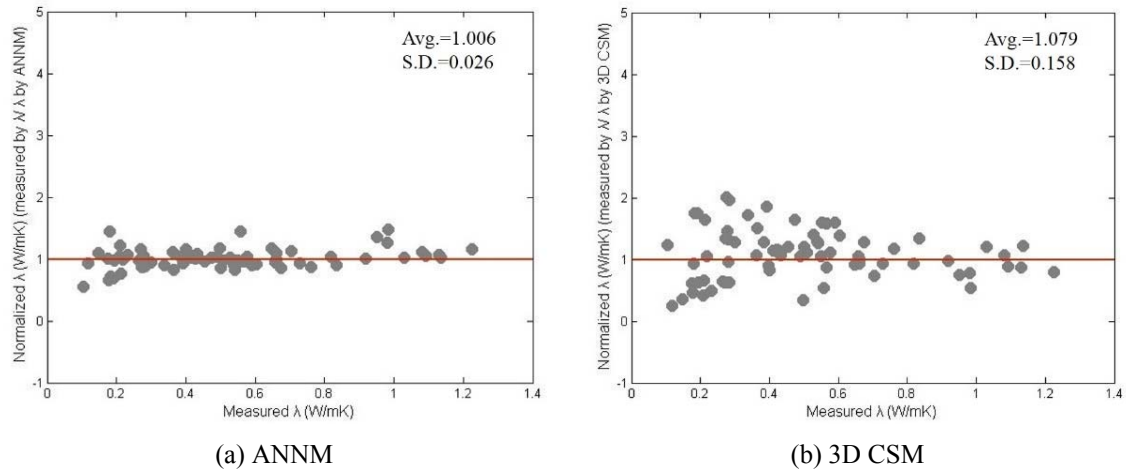 Normalized λ (W/mK) (measured by λ/ λ by ANNM)
5
4
3
2
1
0
-1
Avg.=1.006
S.D.=0.026
0 0.2 0.4 0.6 0.8 1 1.2 1.4
Measured λ (W/mK)
(a) ANNM
Normalized λ (W/mK) (measured by λ/ λ by 3D CSM)
5
4
3
2
1
0
-1
Avg.=1.079
S.D.=0.158
0 0.2 0.4 0.6 0.8 1 1.2 1.4
Measured λ (W/mK)
(b) 3D CSM